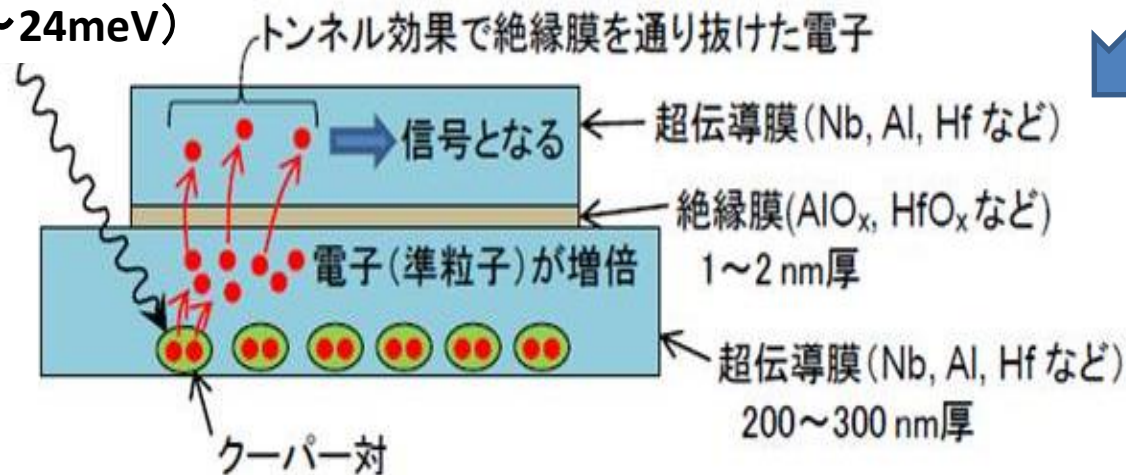 ～24meV）
トンネル効果で絶縁膜を通り抜けた電子
信号となる
超伝導膜(Nb, Al, Hf など)
絶縁膜(AlOₓ, HfOₓ など)
1～2 nm厚
電子(準粒子)が増倍
超伝導膜(Nb, Al, Hf など)
200～300 nm厚
クーパー対